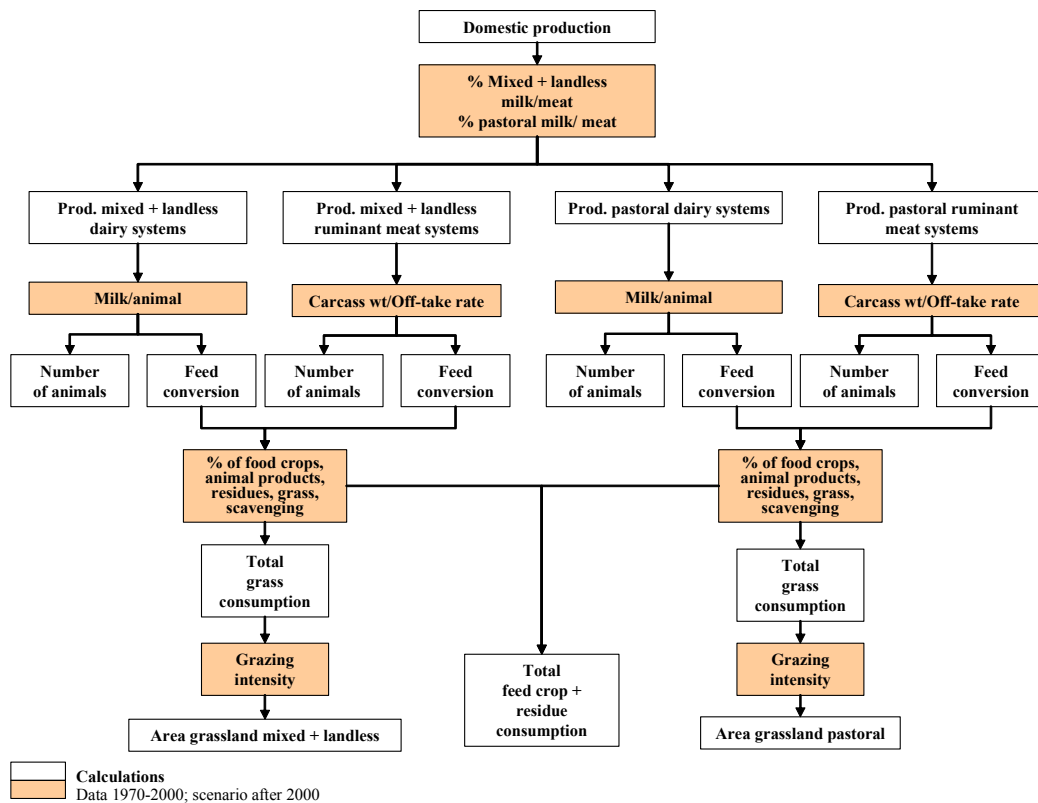 Domestic production
% Mixed + landless
milk/meat
% pastoral milk/ meat
Prod. mixed + landless
dairy systems
Prod. mixed + landless
ruminant meat systems
Prod. pastoral dairy systems
Prod. pastoral ruminant
meat systems
Milk/animal
Carcass wt/Off-take rate
Milk/animal
Carcass wt/Off-take rate
Number
of animals
Feed
conversion
Number
of animals
Feed
conversion
Number
of animals
Feed
conversion
Number
of animals
Feed
conversion
% of food crops,
animal products,
residues, grass,
scavenging
% of food crops,
animal products,
residues, grass,
scavenging
Total
grass
consumption
Total
grass
consumption
Grazing
intensity
Total
feed crop +
residue
consumption
Grazing
intensity
Area grassland mixed + landless
Area grassland pastoral
Calculations
Data 1970-2000; scenario after 2000